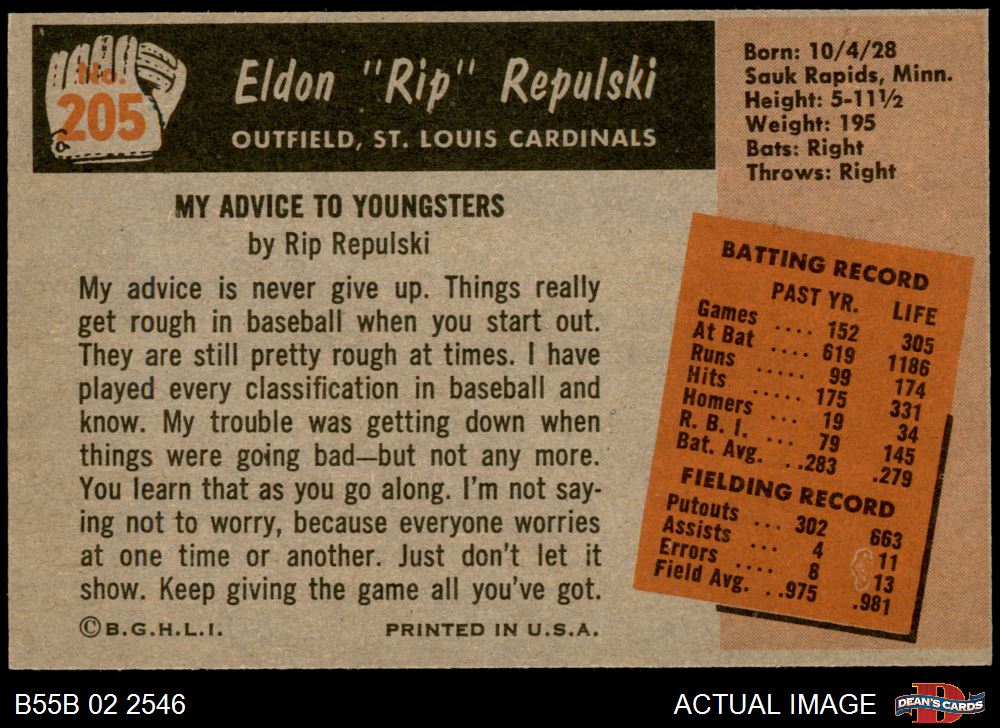 No.
205
Eldon "Rip" Repulski
OUTFIELD, ST. LOUIS CARDINALS
Born: 10/4/28
Sauk Rapids, Minn.
Height: 5-11½
Weight: 195
Bats: Right
Throws: Right
MY ADVICE TO YOUNGSTERS
by Rip Repulski
My advice is never give up. Things really
get rough in baseball when you start out.
They are still pretty rough at times. I have
played every classification in baseball and
know. My trouble was getting down when
things were going bad—but not any more.
You learn that as you go along. I'm not say-
ing not to worry, because everyone worries
at one time or another. Just don't let it
show. Keep giving the game all you've got.
©B.G.H.L.I. PRINTED IN U.S.A.
BATTING RECORD
PAST YR. LIFE
Games .... 152 305
At Bat .... 619 1186
Runs ..... 99 174
Hits ..... 175 331
Homers ... 19 34
R. B. I. ... 79 145
Bat. Avg. ..283 .279
FIELDING RECORD
Putouts ... 302 663
Assists ... 4 11
Errors .... 8 13
Field Avg. ..975 .981
B55B 02 2546
ACTUAL IMAGE
D
DEAN'S CARDS